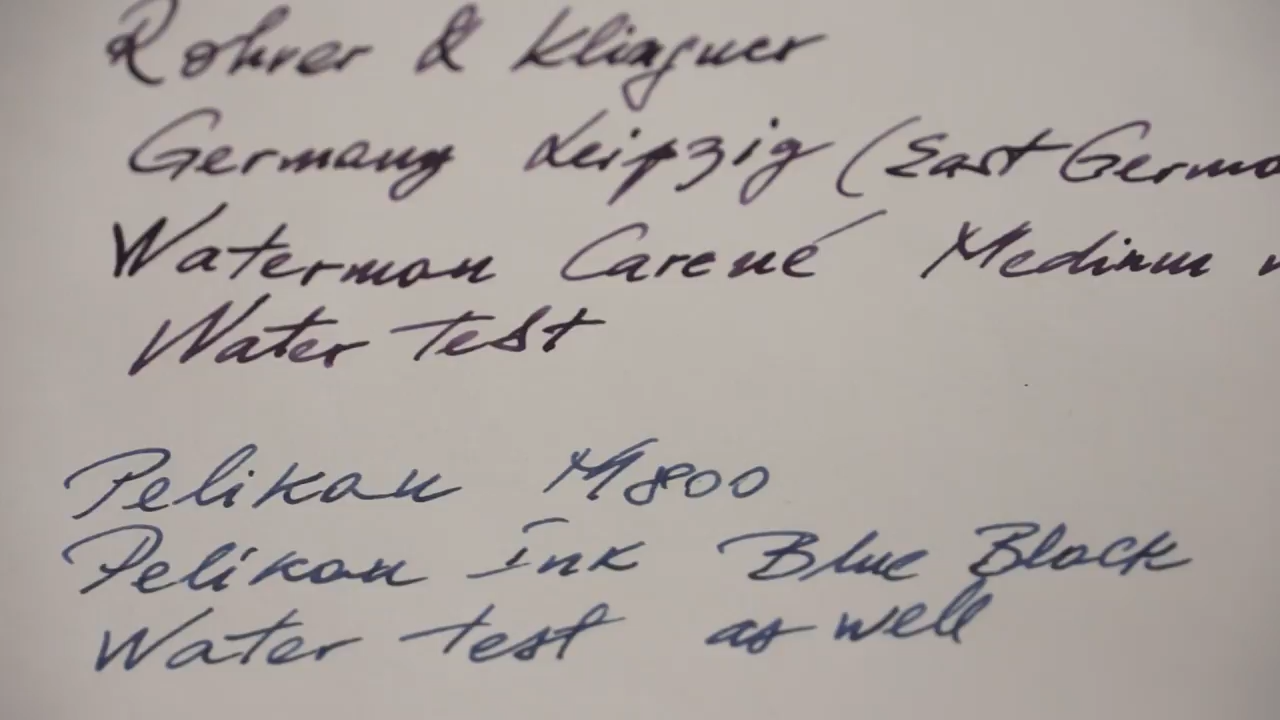 Rohrer & Klingner
Germany Leipzig (East Germa
Waterman Carené Medium
Water Test
Pelikan M800
Pelikan Ink Blue Black
Water test as well